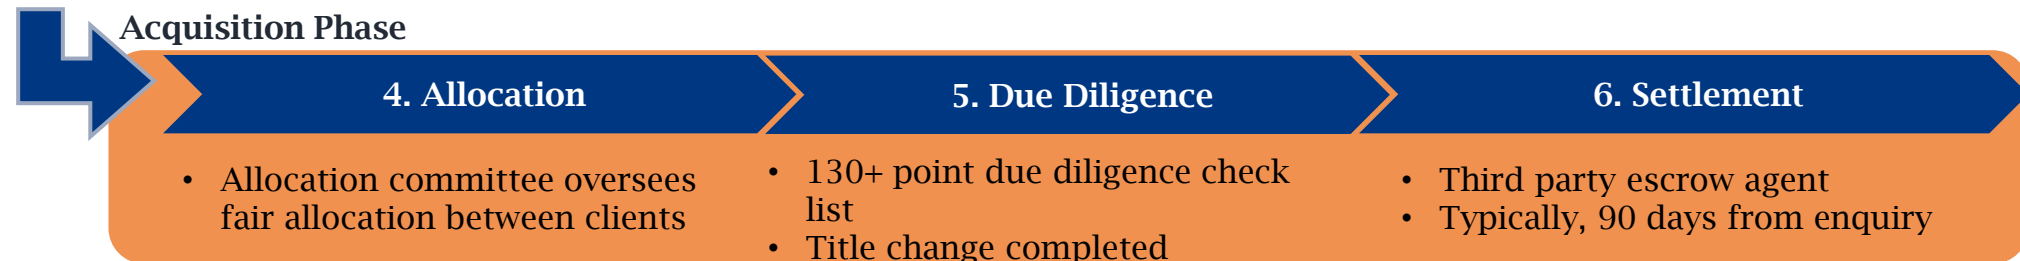 Acquisition Phase
4. Allocation
5. Due Diligence
6. Settlement
• Allocation committee oversees
fair allocation between clients
• 130+ point due diligence check
list
• Title change completed
• Third party escrow agent
• Typically, 90 days from enquiry